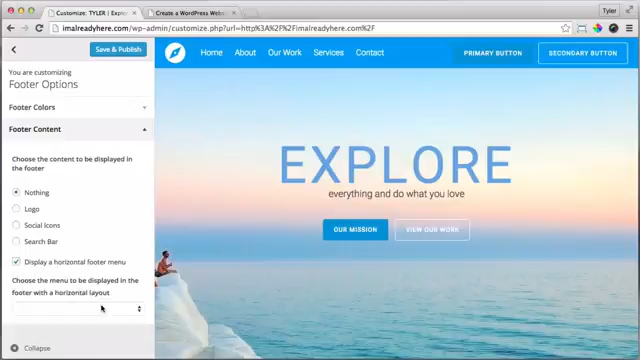 Tyler
Customize: TYLER | Explor
Create a WordPress Websi
imalreadyhere.com/wp-admin/customize.php?url=http%3A%2F%2Fimalreadyhere.com%2F
Save & Publish
You are customizing
Footer Options
Footer Colors
Footer Content
Choose the content to be displayed in
the footer
Nothing
Logo
Social Icons
Search Bar
Display a horizontal footer menu
Choose the menu to be displayed in the
footer with a horizontal layout
Collapse
Home
About
Our Work
Services
Contact
PRIMARY BUTTON
SECONDARY BUTTON
EXPLORE
everything and do what you love
OUR MISSION
VIEW OUR WORK